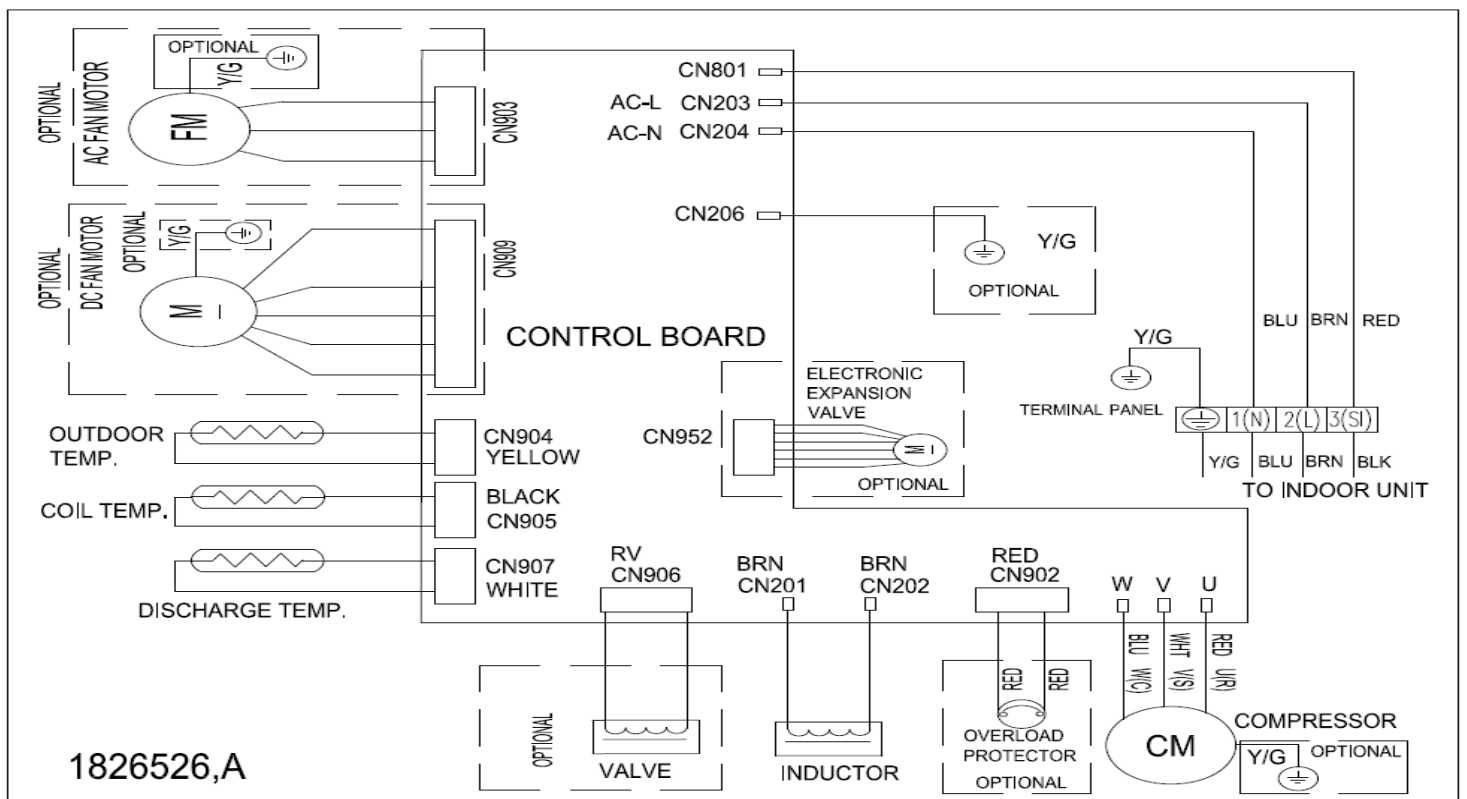 OPTIONAL
AC FAN MOTOR
OPTIONAL
Y/G
FM
CN903
OPTIONAL
DC FAN MOTOR
OPTIONAL
Y/G
M
CN909
OUTDOOR
TEMP.
CN904
YELLOW
COIL TEMP.
BLACK
CN905
CN907
WHITE
DISCHARGE TEMP.
CONTROL BOARD
CN801
AC-L CN203
AC-N CN204
CN206
Y/G
OPTIONAL
ELECTRONIC
EXPANSION
VALVE
CN952
M
OPTIONAL
BLU BRN RED
Y/G
TERMINAL PANEL
1(N) 2(L) 3(SI)
Y/G BLU BRN BLK
TO INDOOR UNIT
RV
CN906
OPTIONAL
VALVE
BRN
CN201
BRN
CN202
INDUCTOR
RED
CN902
RED RED
OVERLOAD
PROTECTOR
OPTIONAL
W V U
BLU W(C)
WHT V(S)
RED U(R)
CM
COMPRESSOR
Y/G OPTIONAL
1826526,A